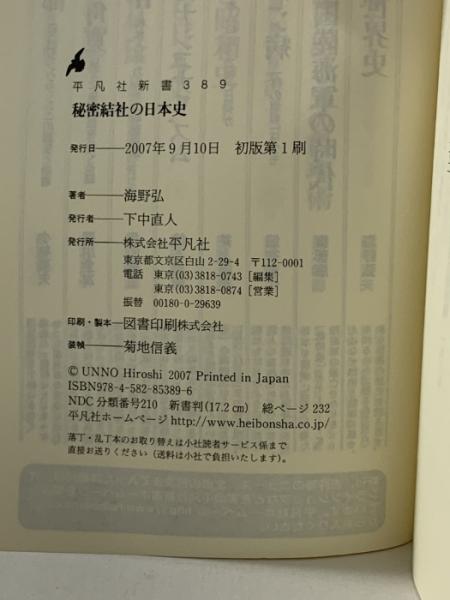 平凡社新書389
秘密結社の日本史
発行日――2007年9月10日 初版第1刷
著者――海野弘
発行者――下中直人
発行所――株式会社平凡社
東京都文京区白山2-29-4 〒112-0001
電話 東京(03)3818-0743[編集]
東京(03)3818-0874[営業]
振替 00180-0-29639
印刷・製本―図書印刷株式会社
装幀――菊地信義
© UNNO Hiroshi 2007 Printed in Japan
ISBN978-4-582-85389-6
NDC分類番号210 新書判(17.2cm) 総ページ232
平凡社ホームページ http://www.heibonsha.co.jp/
落丁・乱丁本のお取り替えは小社読者サービス係まで
直接お送りください(送料は小社で負担いたします)。